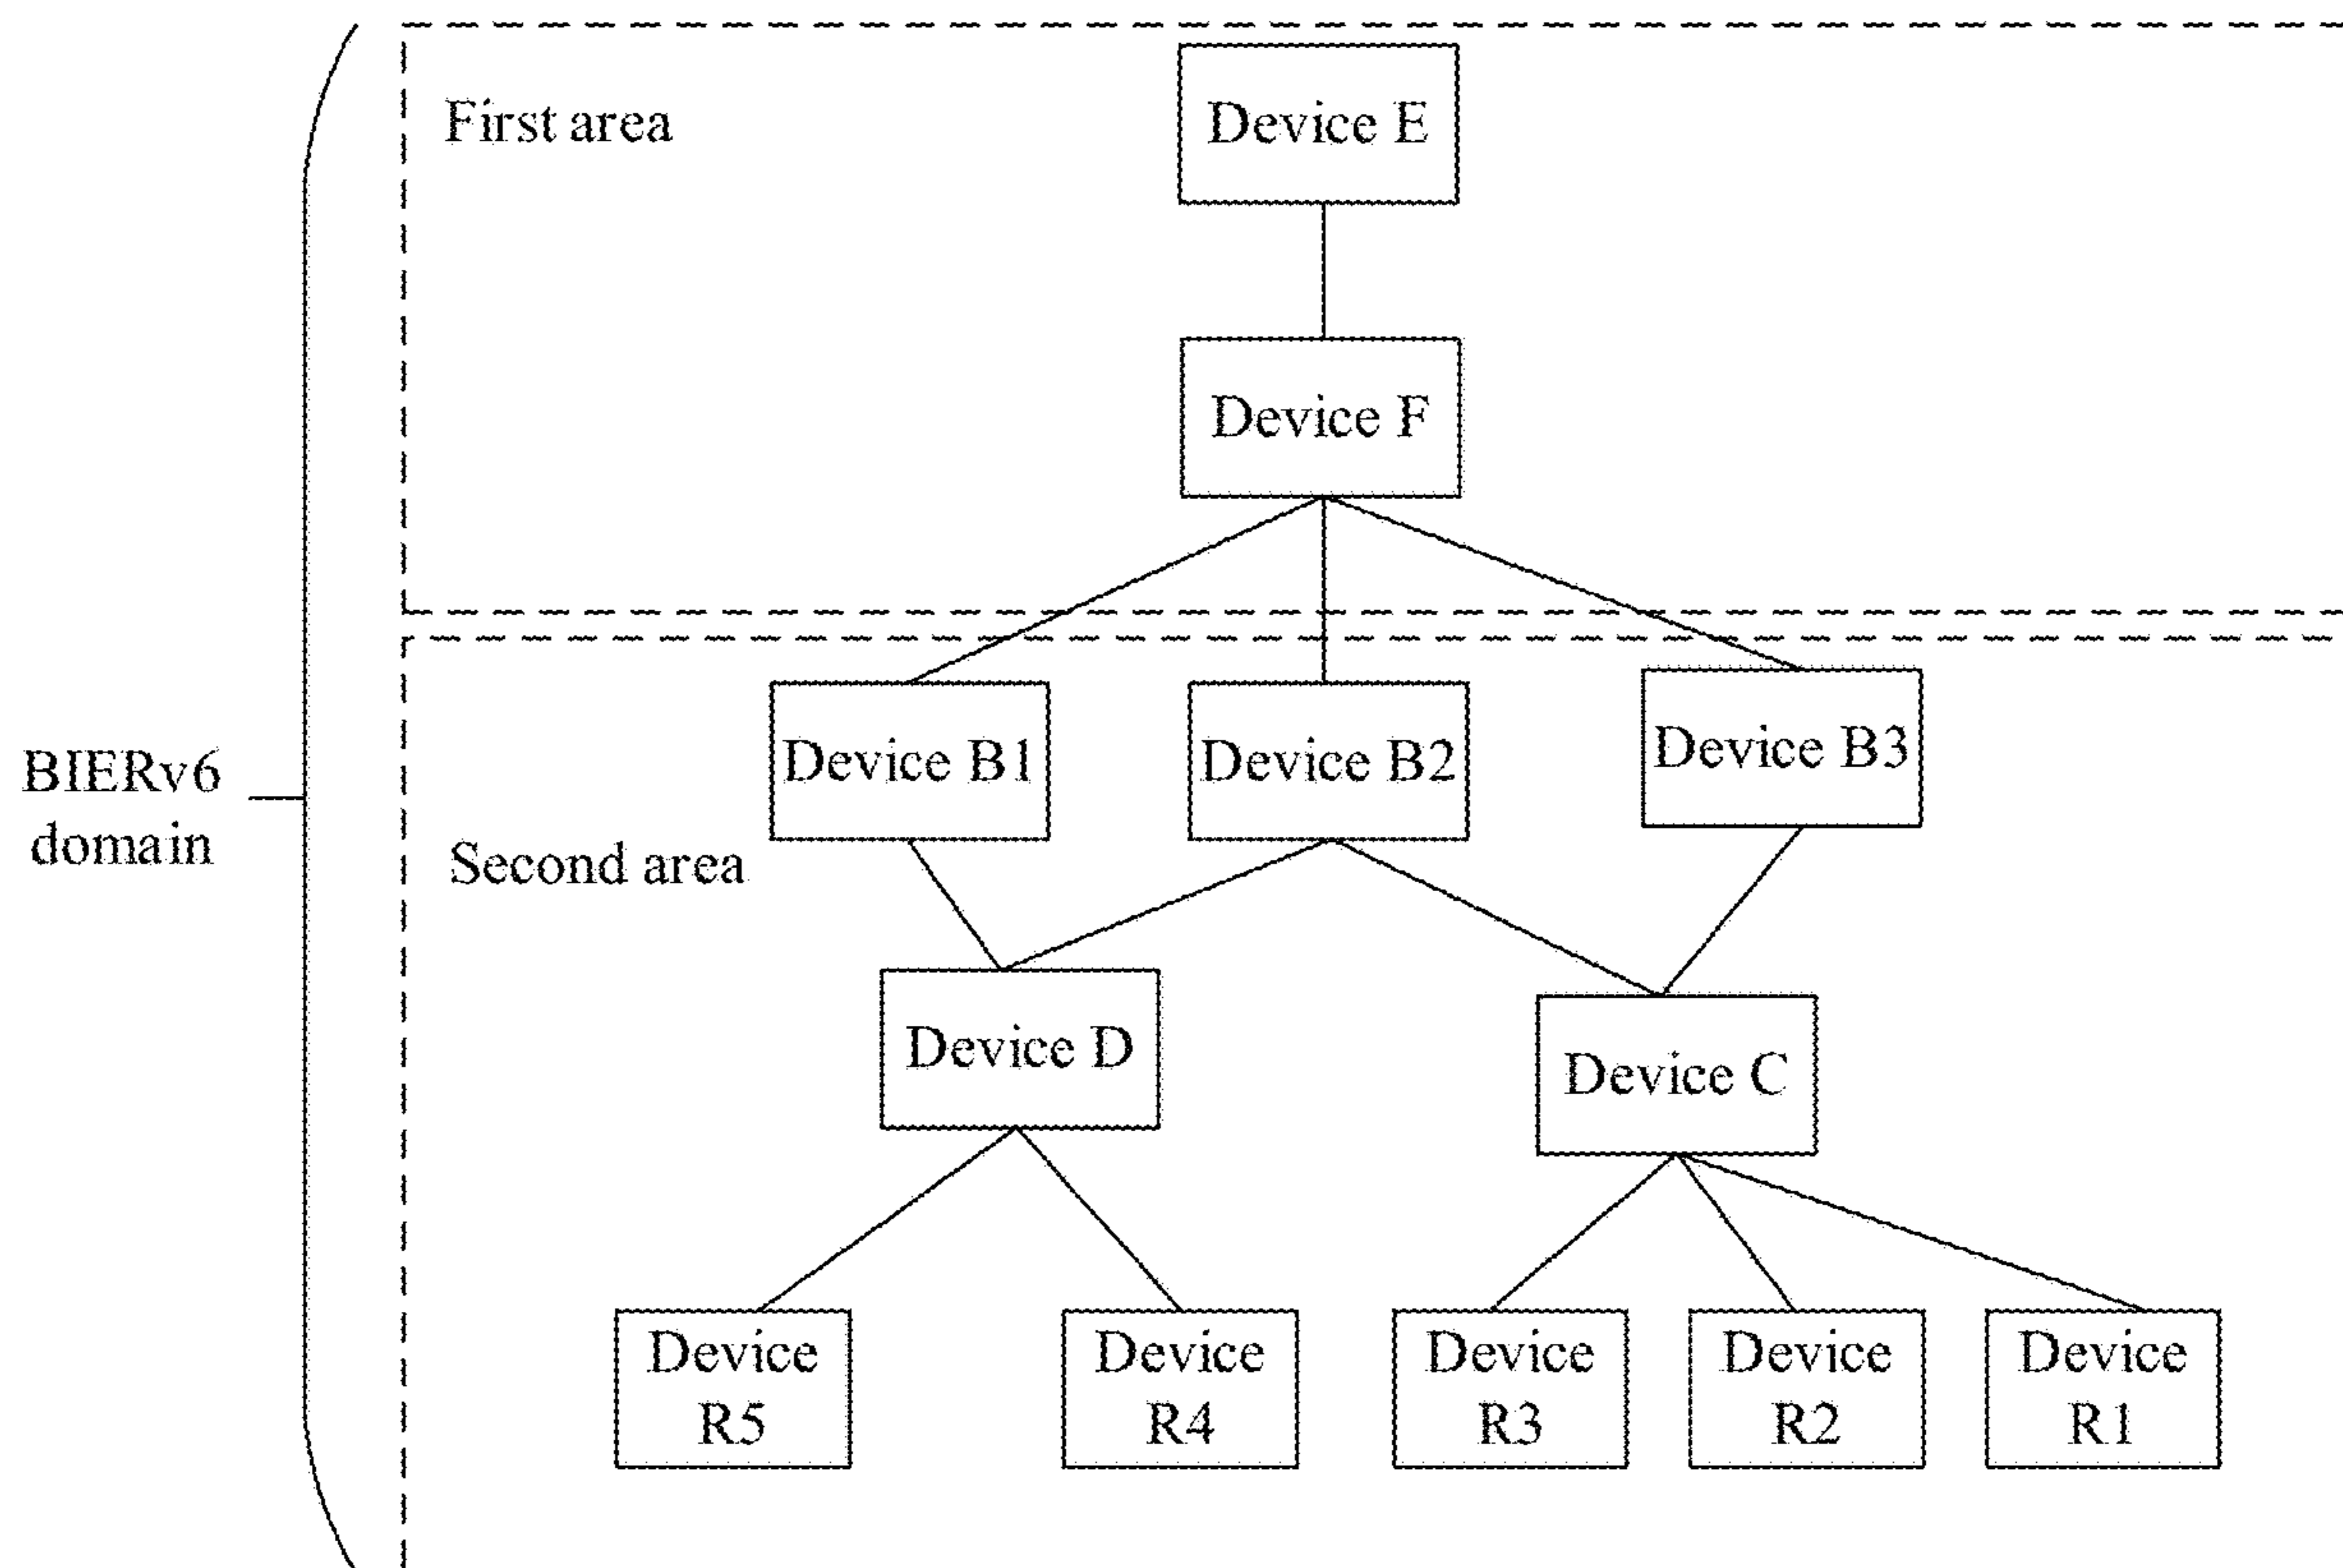 First area
Device E
Device F
BIERv6
domain
Second area
Device B1
Device B2
Device B3
Device D
Device C
Device
R5
Device
R4
Device
R3
Device
R2
Device
R1